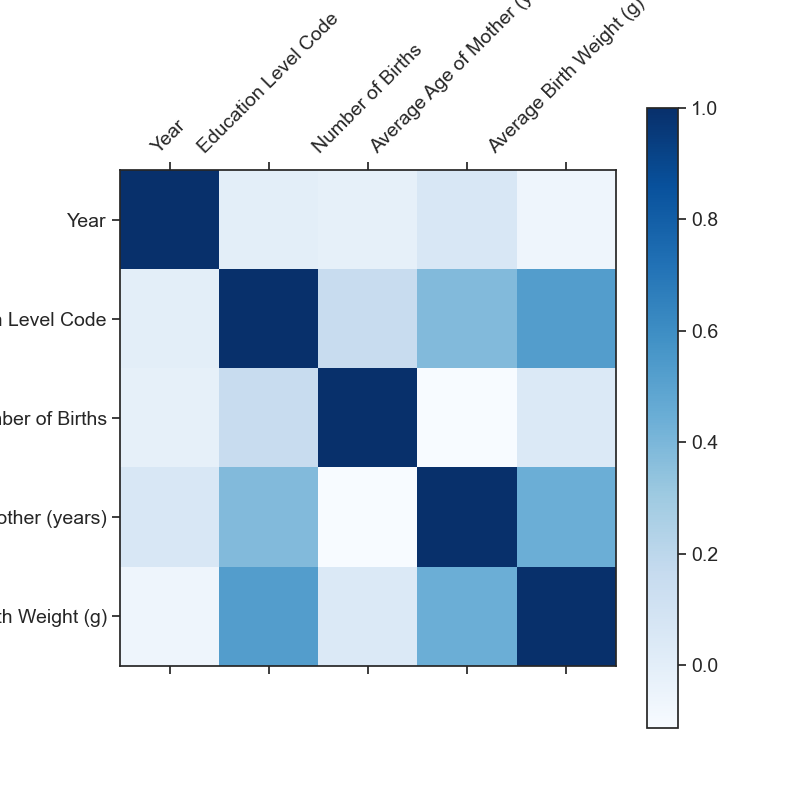 Year
Education Level Code
Number of Births
Average Age of Mother
Average Birth Weight (g)
1.0
0.8
0.6
0.4
0.2
0.0
Year
Level Code
of Births
(years)
Weight (g)